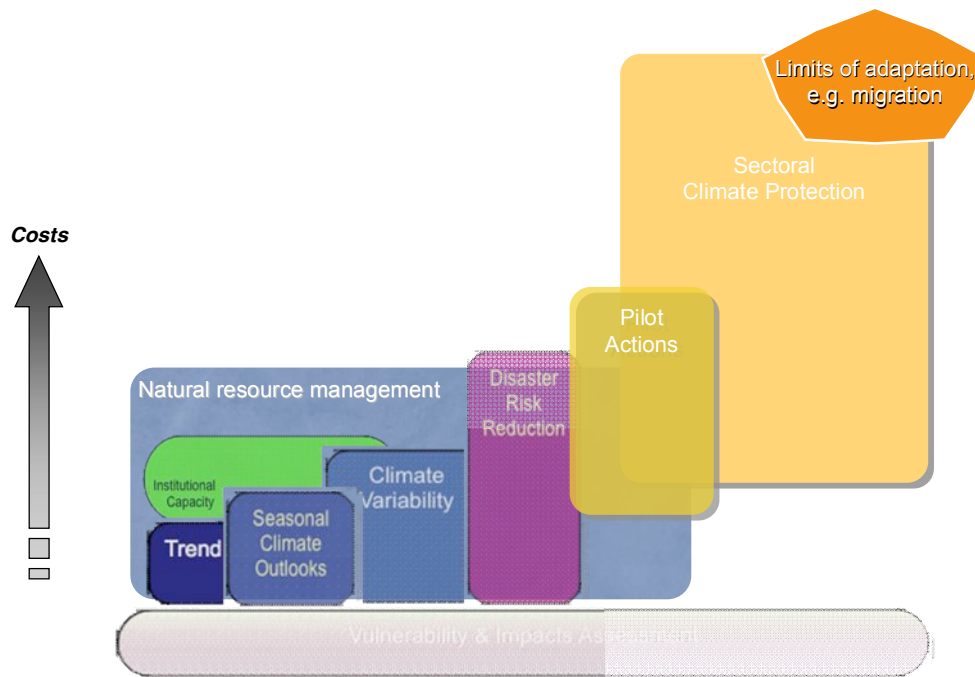 Limits of adaptation,
e.g. migration
Sectoral
Climate Protection
Costs
Pilot
Actions
Natural resource management
Disaster
Risk
Reduction
Climate
Variability
Institutional
Capacity
Seasonal
Climate
Outlooks
Trend
Vulnerability & Impacts Assessment